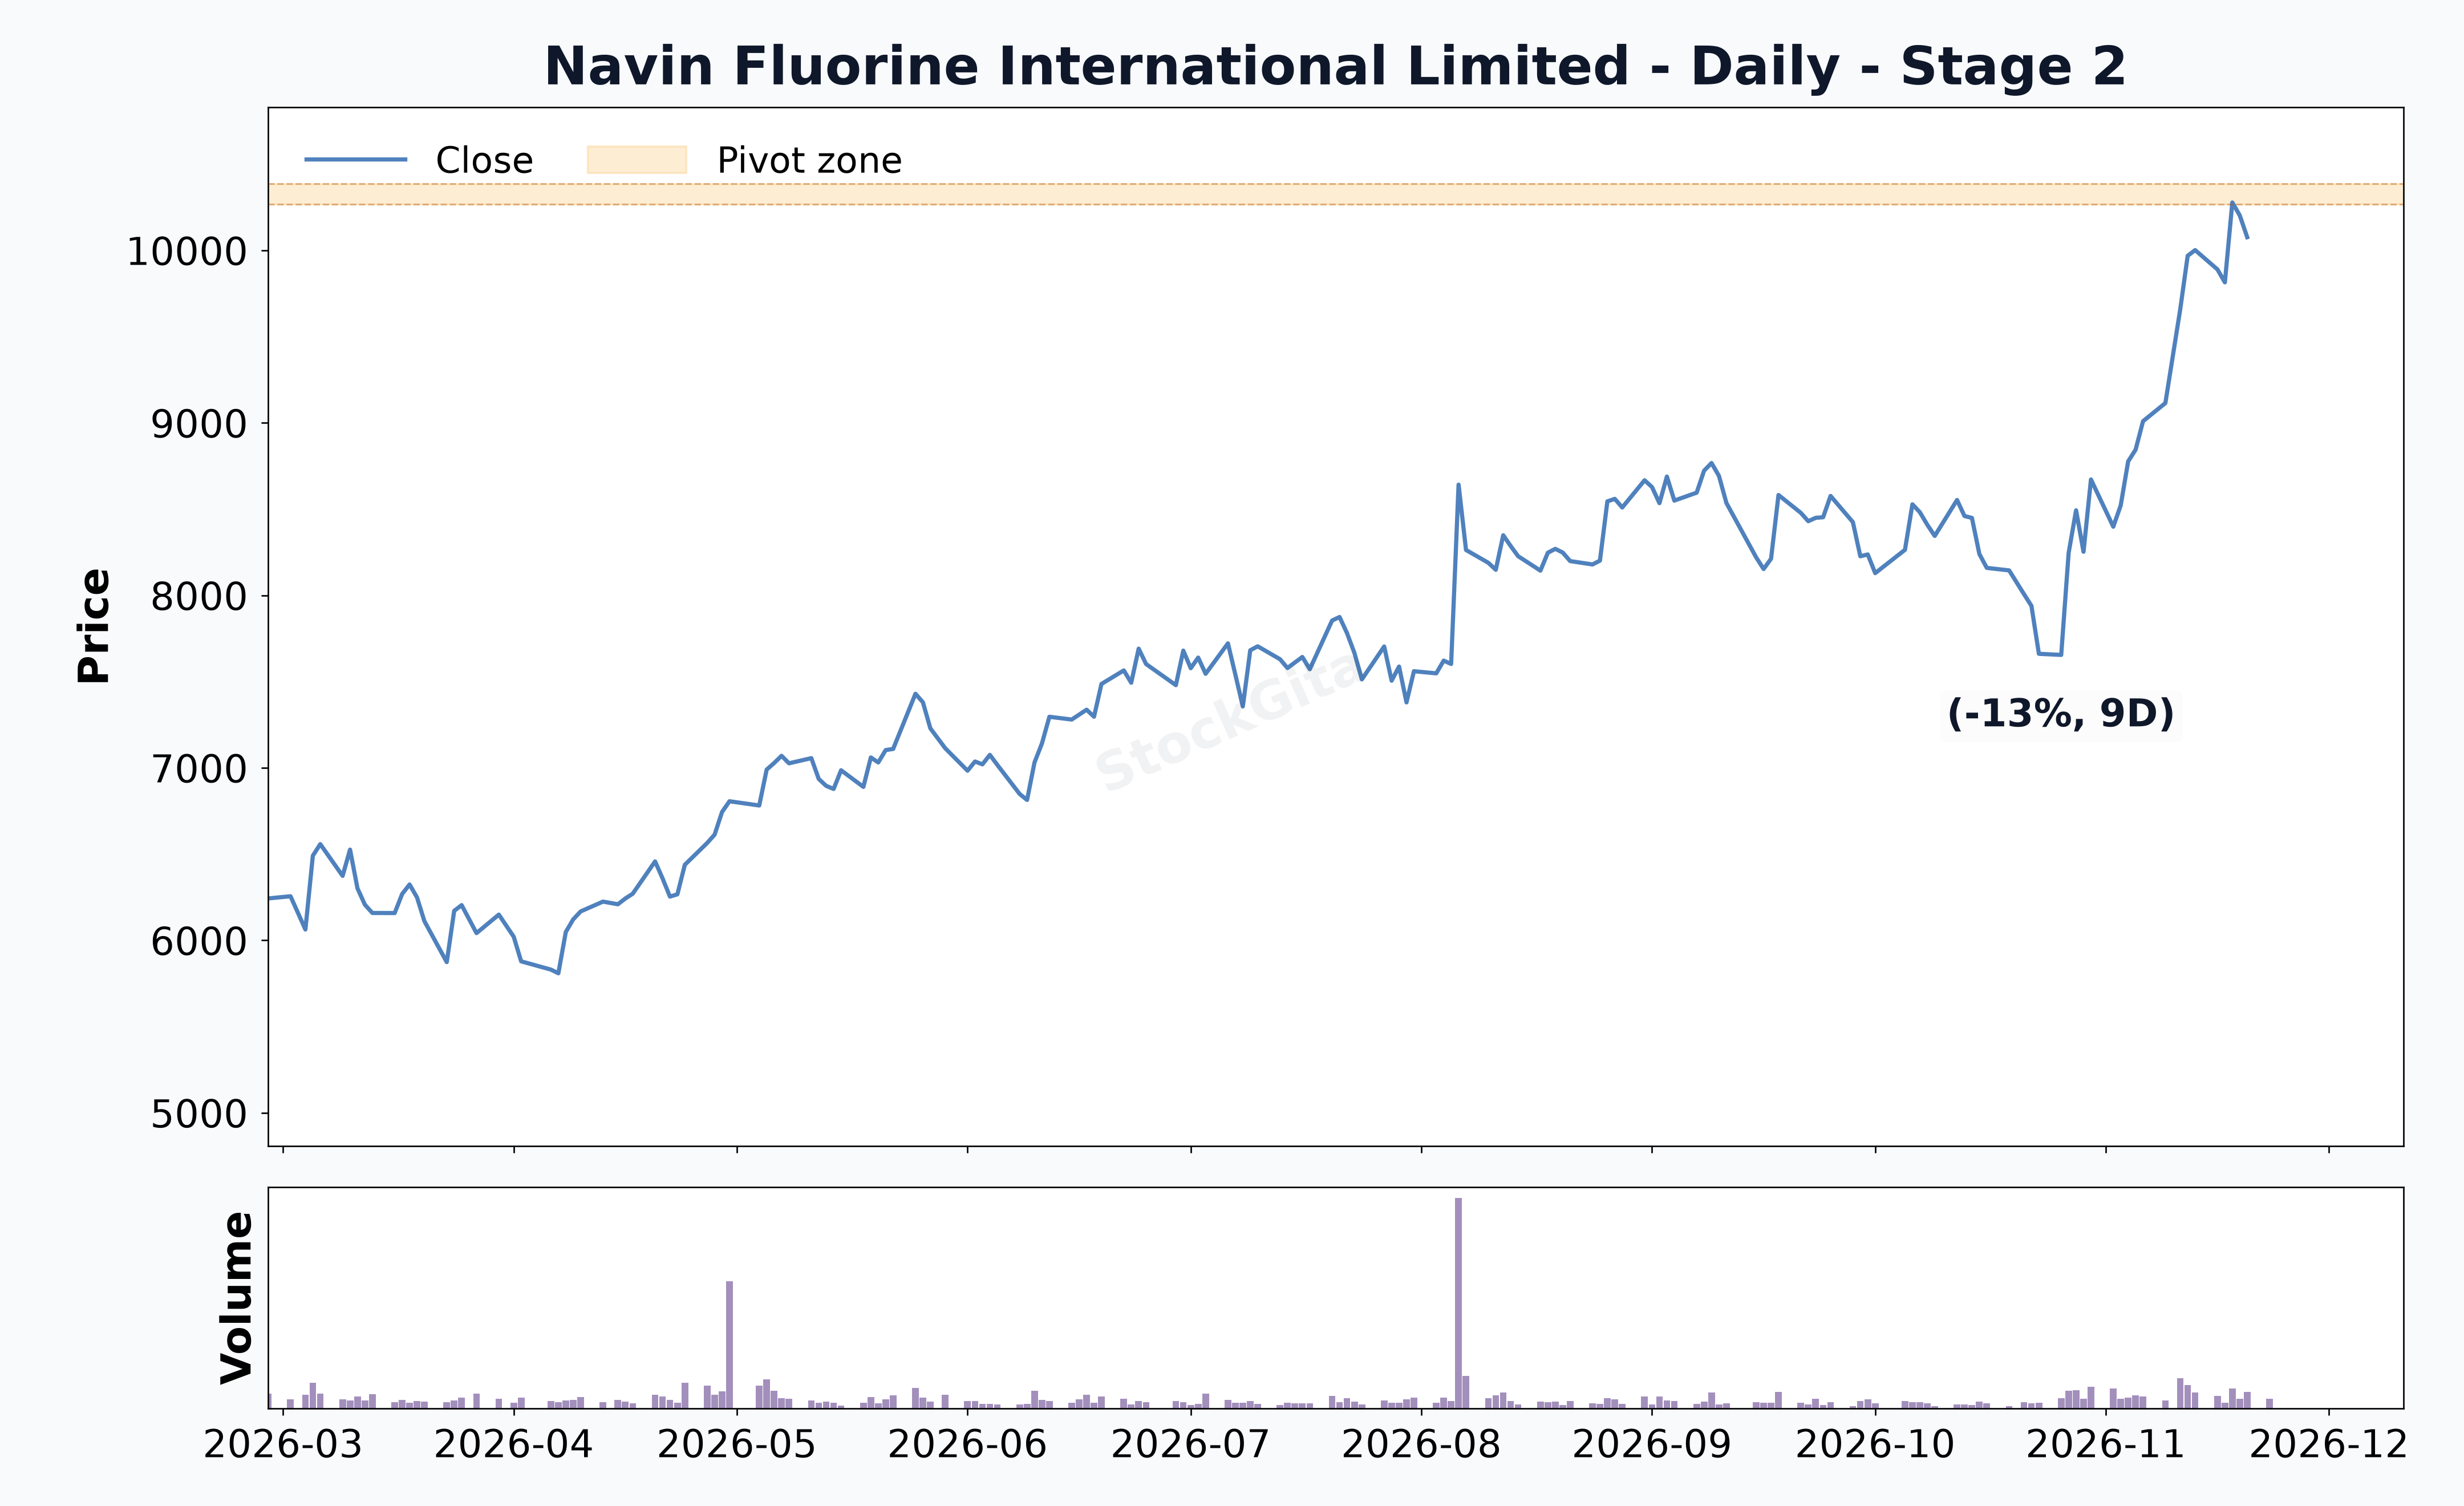 Navin Fluorine International Limited - Daily - Stage 2
Close
Pivot zone
10000
9000
8000
7000
6000
5000
Price
StockGita
(-13%, 9D)
Volume
2026-03
2026-04
2026-05
2026-06
2026-07
2026-08
2026-09
2026-10
2026-11
2026-12